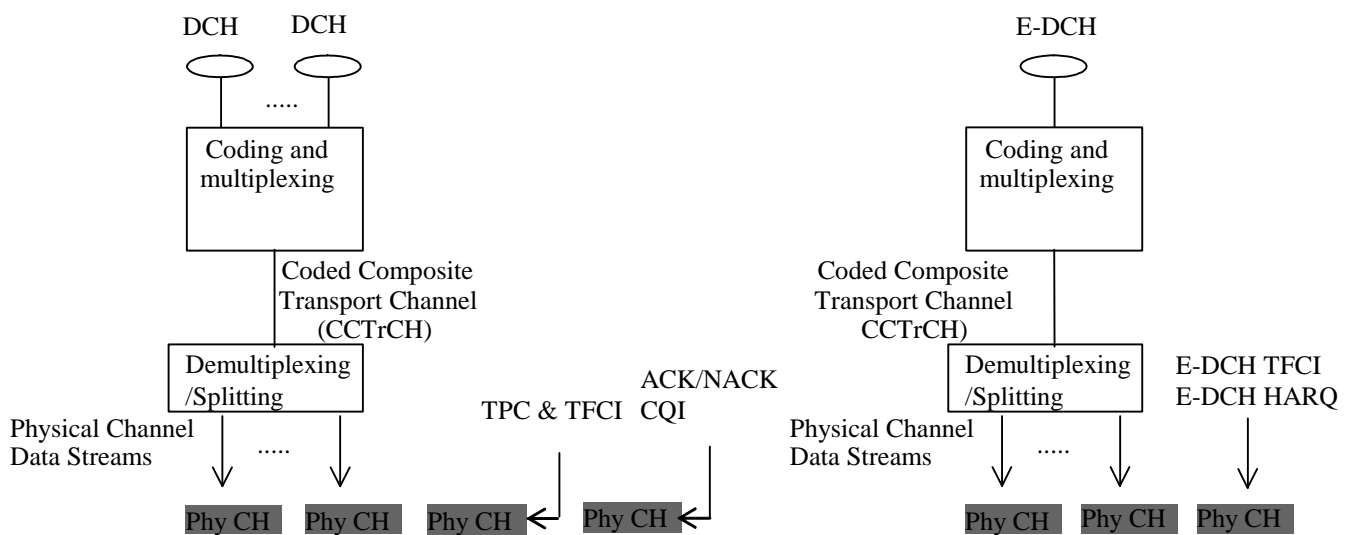 DCH
DCH
.....
Coding and
multiplexing
Coded Composite
Transport Channel
(CCTrCH)
Demultiplexing
/Splitting
Physical Channel
Data Streams
.....
TPC & TFCI
ACK/NACK
CQI
Phy CH
Phy CH
Phy CH
Phy CH
E-DCH
Coding and
multiplexing
Coded Composite
Transport Channel
CCTrCH)
Demultiplexing
/Splitting
E-DCH TFCI
E-DCH HARQ
Physical Channel
Data Streams
.....
Phy CH
Phy CH
Phy CH